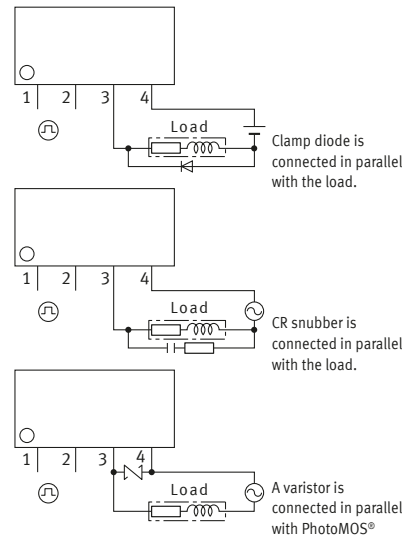 1 2 3 4
Load
Clamp diode is
connected in parallel
with the load.
1 2 3 4
Load
CR snubber is
connected in parallel
with the load.
1 2 3 4
Load
A varistor is
connected in parallel
with PhotoMOS®